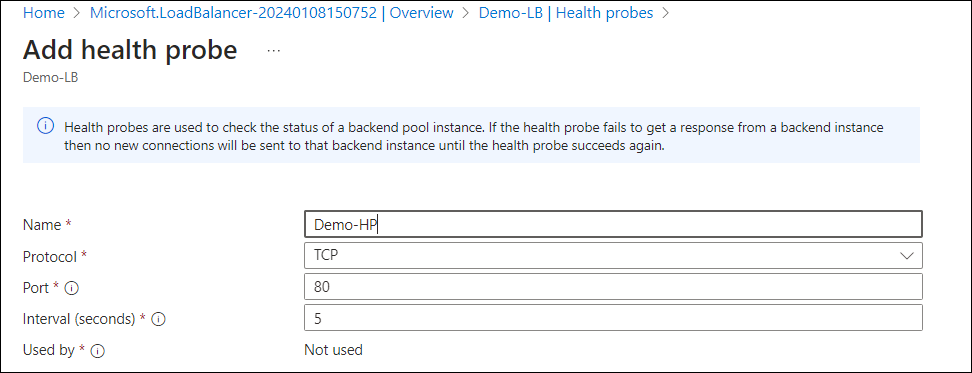 Home > Microsoft.LoadBalancer-20240108150752 | Overview > Demo-LB | Health probes >
Add health probe ...
Demo-LB
Health probes are used to check the status of a backend pool instance. If the health probe fails to get a response from a backend instance
then no new connections will be sent to that backend instance until the health probe succeeds again.
Name * Demo-HP
Protocol * TCP
Port * 80
Interval (seconds) * 5
Used by * Not used